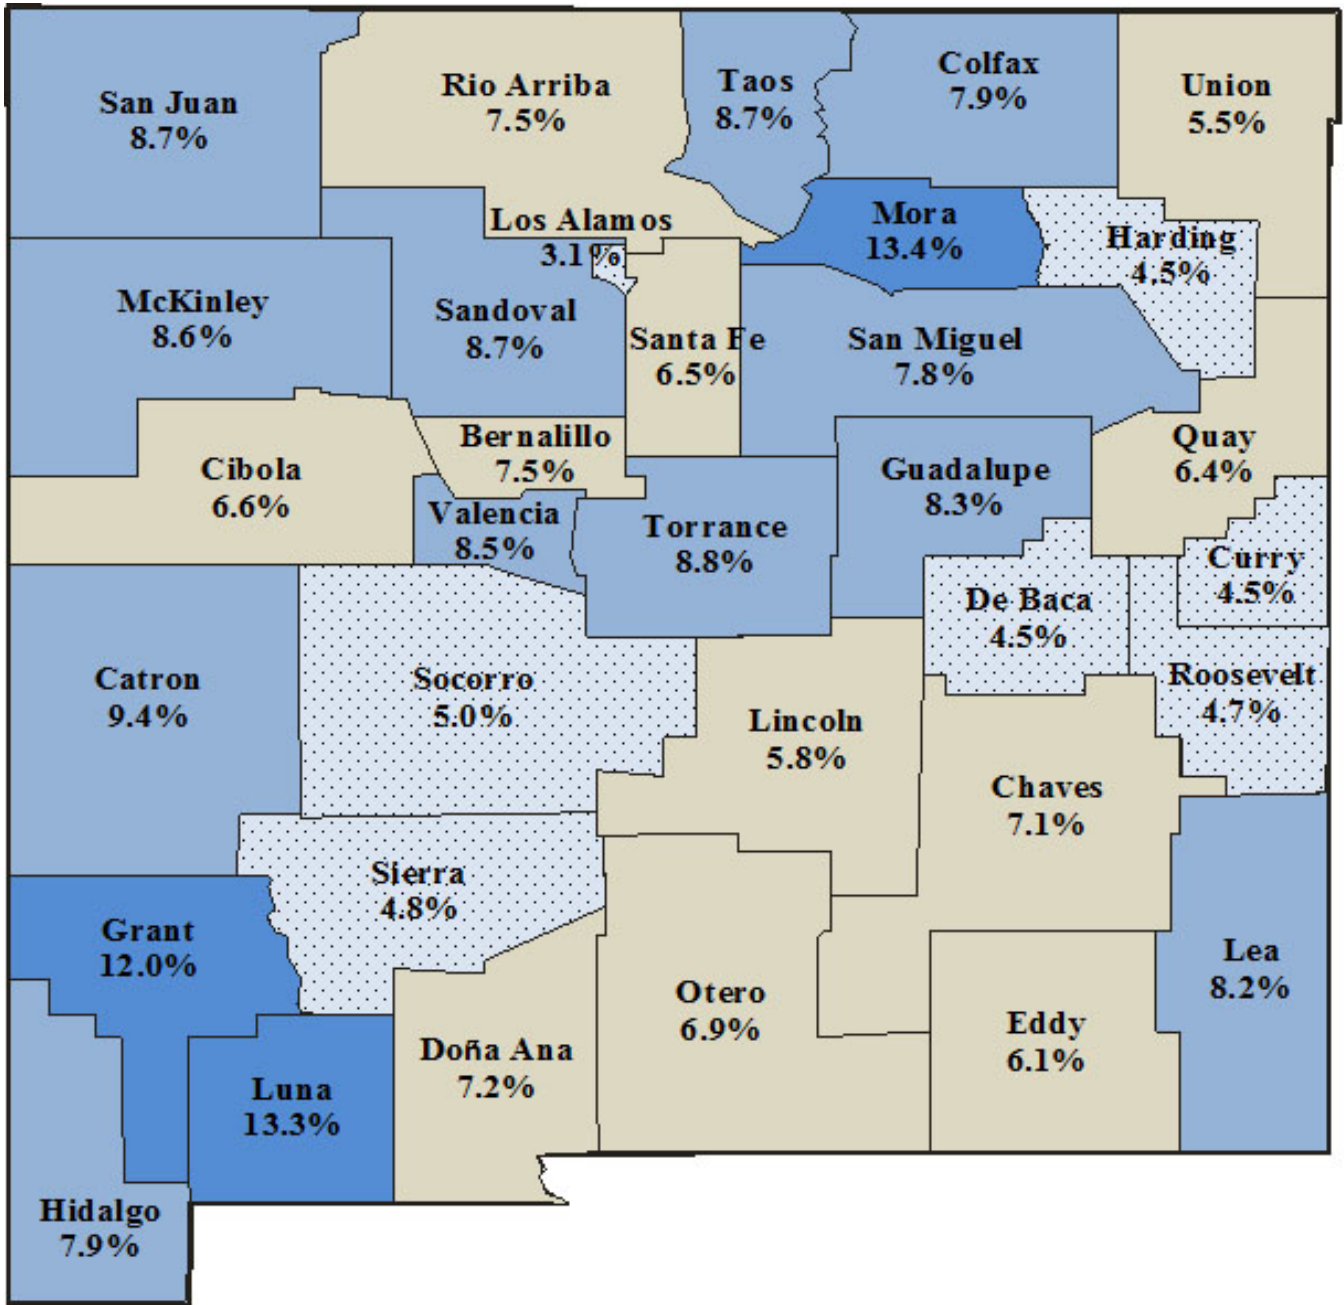 San Juan
8.7%
Rio Arriba
7.5%
Taos
8.7%
Colfax
7.9%
Union
5.5%
Los Alamos
3.1%
Mora
13.4%
Harding
4.5%
McKinley
8.6%
Sandoval
8.7%
Santa Fe
6.5%
San Miguel
7.8%
Cibola
6.6%
Bernalillo
7.5%
Valencia
8.5%
Torrance
8.8%
Guadalupe
8.3%
Quay
6.4%
Curry
4.5%
De Baca
4.5%
Roosevelt
4.7%
Catron
9.4%
Socorro
5.0%
Lincoln
5.8%
Chaves
7.1%
Sierra
4.8%
Grant
12.0%
Luna
13.3%
Doña Ana
7.2%
Otero
6.9%
Eddy
6.1%
Lea
8.2%
Hidalgo
7.9%